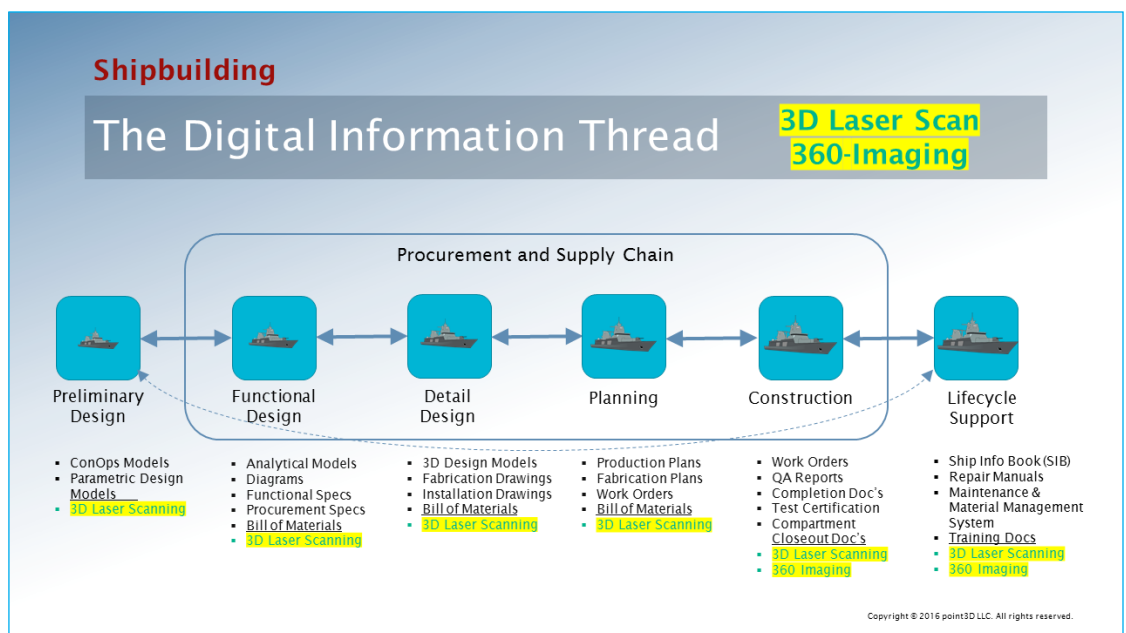 Shipbuilding
The Digital Information Thread
3D Laser Scan
360-Imaging
Procurement and Supply Chain
Preliminary
Design
Functional
Design
Detail
Design
Planning
Construction
Lifecycle
Support
▪ ConOps Models
▪ Parametric Design
Models
▪ 3D Laser Scanning
▪ Analytical Models
▪ Diagrams
▪ Functional Specs
▪ Procurement Specs
▪ Bill of Materials
▪ 3D Laser Scanning
▪ 3D Design Models
▪ Fabrication Drawings
▪ Installation Drawings
▪ Bill of Materials
▪ 3D Laser Scanning
▪ Production Plans
▪ Fabrication Plans
▪ Work Orders
▪ Bill of Materials
▪ 3D Laser Scanning
▪ Work Orders
▪ QA Reports
▪ Completion Doc's
▪ Test Certification
▪ Compartment
Closeout Doc's
▪ 3D Laser Scanning
▪ 360 Imaging
▪ Ship Info Book (SIB)
▪ Repair Manuals
▪ Maintenance &
Material Management
System
▪ Training Docs
▪ 3D Laser Scanning
▪ 360 Imaging
Copyright © 2016 point3D LLC. All rights reserved.